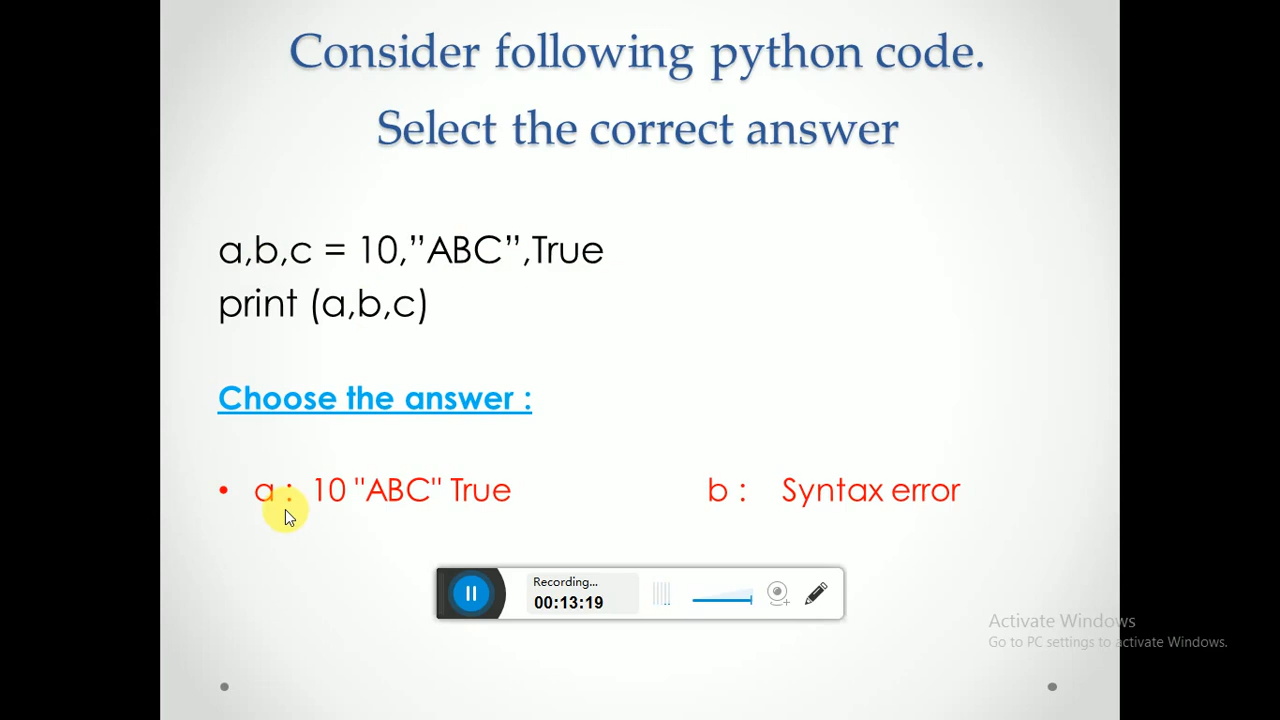 Consider following python code.
Select the correct answer
a,b,c = 10,”ABC”,True
print (a,b,c)
Choose the answer :
• a : 10 "ABC" True b : Syntax error
Recording...
00:13:19
Activate Windows
Go to PC settings to activate Windows.